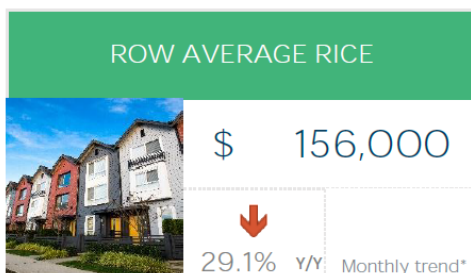 ROW AVERAGE RICE
$ 156,000
29.1% Y/Y Monthly trend*